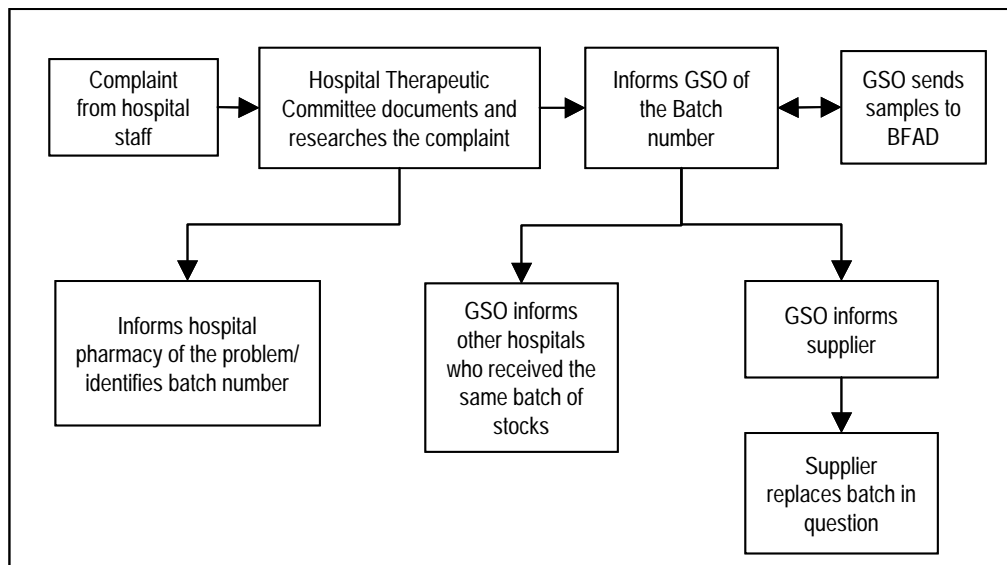 Complaint
from hospital
staff
Hospital Therapeutic
Committee documents and
researches the complaint
Informs GSO of
the Batch
number
GSO sends
samples to
BFAD
Informs hospital
pharmacy of the problem/
identifies batch number
GSO informs
other hospitals
who received the
same batch of
stocks
GSO informs
supplier
Supplier
replaces batch in
question